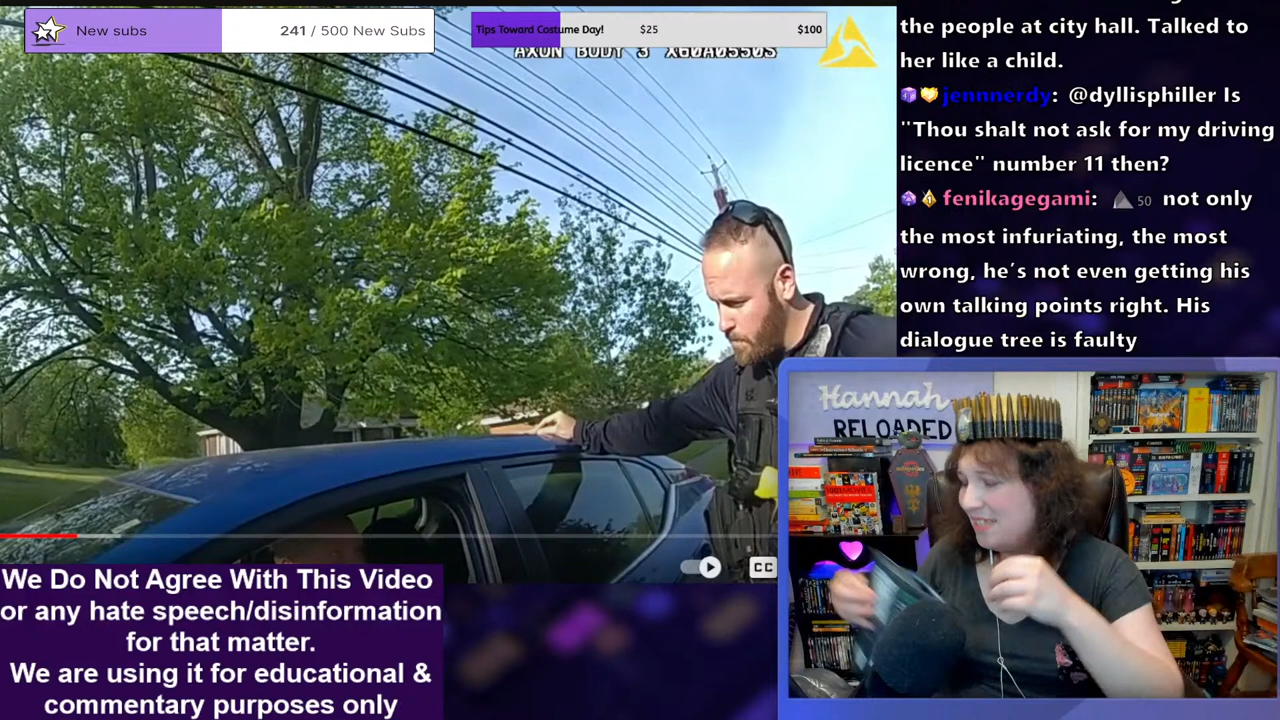 New subs
241 / 500 New Subs
Tips Toward Costume Day!
$25
$100
AXON BODY 3 X60A0550S
the people at city hall. Talked to
her like a child.
jennnerdy: @dyllisphiller Is
"Thou shalt not ask for my driving
licence" number 11 then?
fenikagegami: 50 not only
the most infuriating, the most
wrong, he's not even getting his
own talking points right. His
dialogue tree is faulty
CC
Hannah
RELOADED
We Do Not Agree With This Video
or any hate speech/disinformation
for that matter.
We are using it for educational &
commentary purposes only